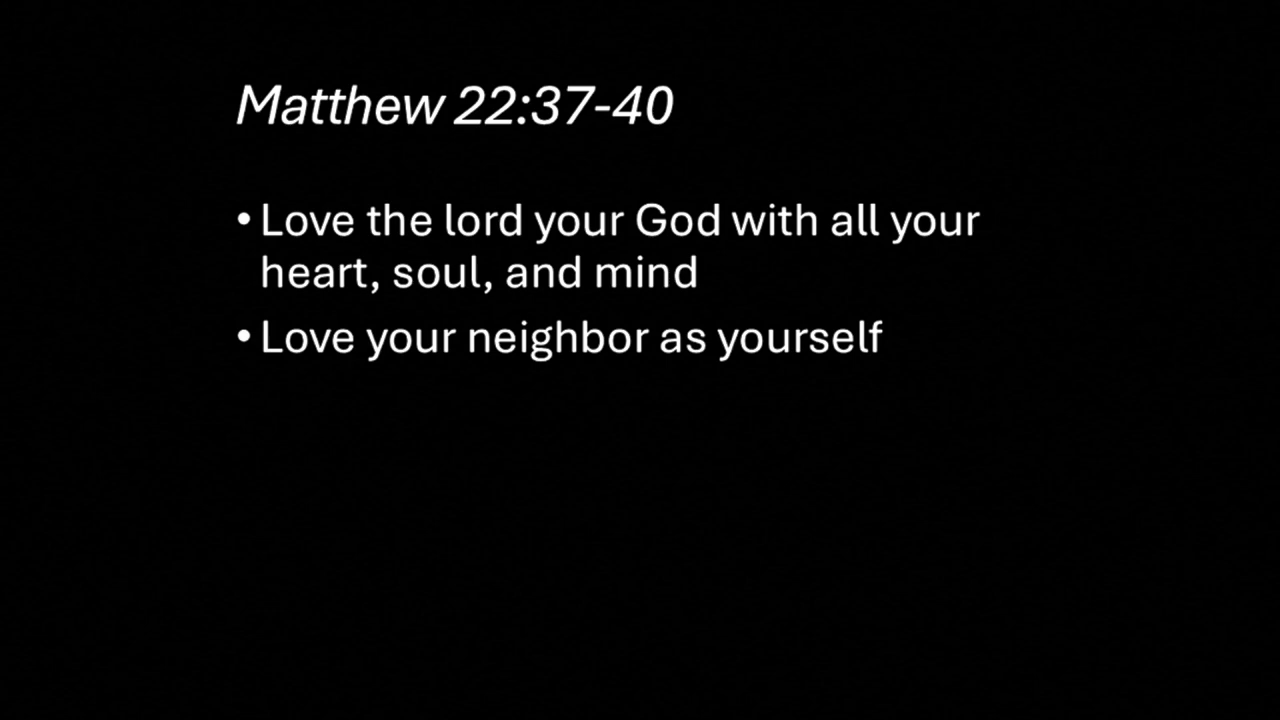 Matthew 22:37-40
• Love the lord your God with all your
heart, soul, and mind
• Love your neighbor as yourself